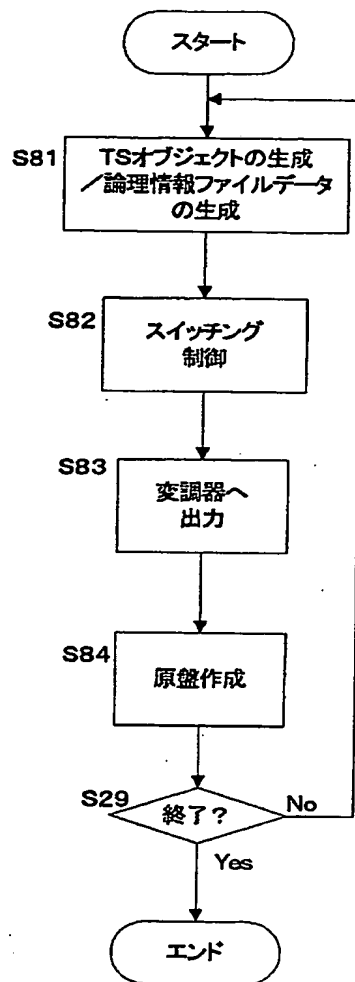 スタート
S81
TSオブジェクトの生成
／論理情報ファイルデータ
の生成
S82
スイッチング
制御
S83
変調器へ
出力
S84
原盤作成
S29
終了？
No
Yes
エンド